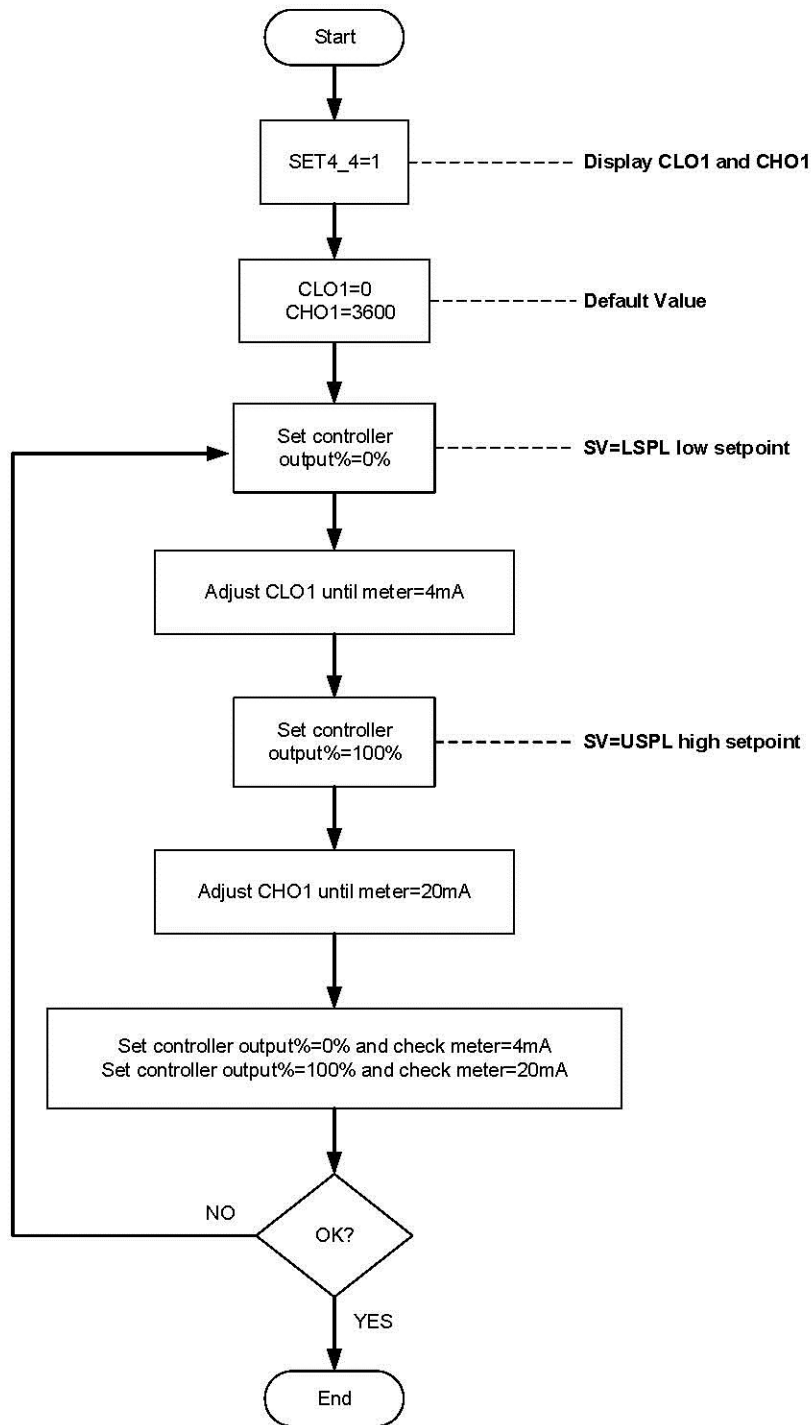 Start
SET4_4=1
Display CLO1 and CHO1
CLO1=0
CHO1=3600
Default Value
Set controller
output%=0%
SV=LSPL low setpoint
Adjust CLO1 until meter=4mA
Set controller
output%=100%
SV=USPL high setpoint
Adjust CHO1 until meter=20mA
Set controller output%=0% and check meter=4mA
Set controller output%=100% and check meter=20mA
NO
OK?
YES
End